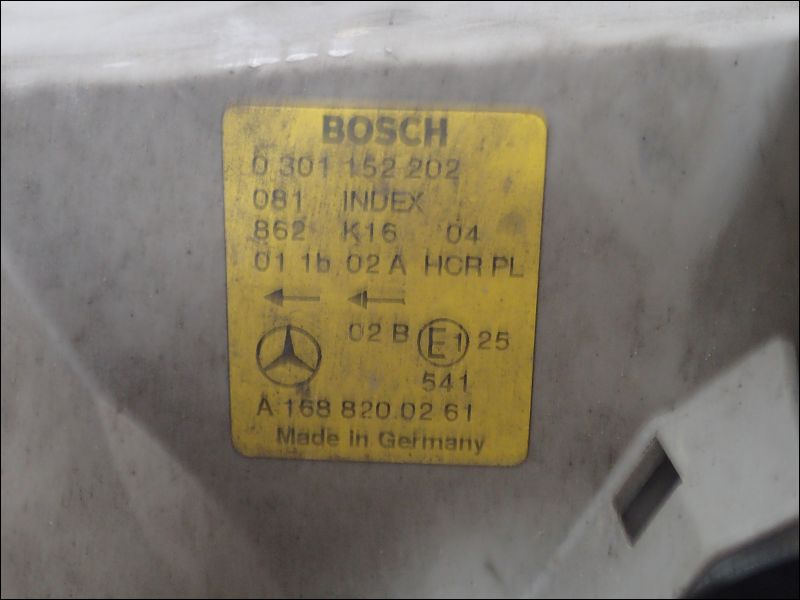 BOSCH
0 301 152 202
081 INDEX
862 K16 04
01 1b 02 A HCR PL
02 B E1 25
541
A 168 820 02 61
Made in Germany